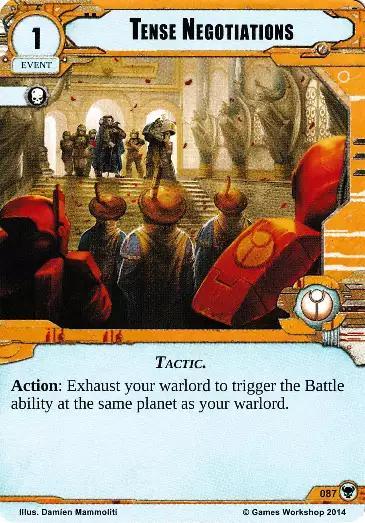 1
TENSE NEGOTIATIONS
EVENT
TACTIC.
Action: Exhaust your warlord to trigger the Battle
ability at the same planet as your warlord.
087
Illus. Damien Mammoliti
© Games Workshop 2014